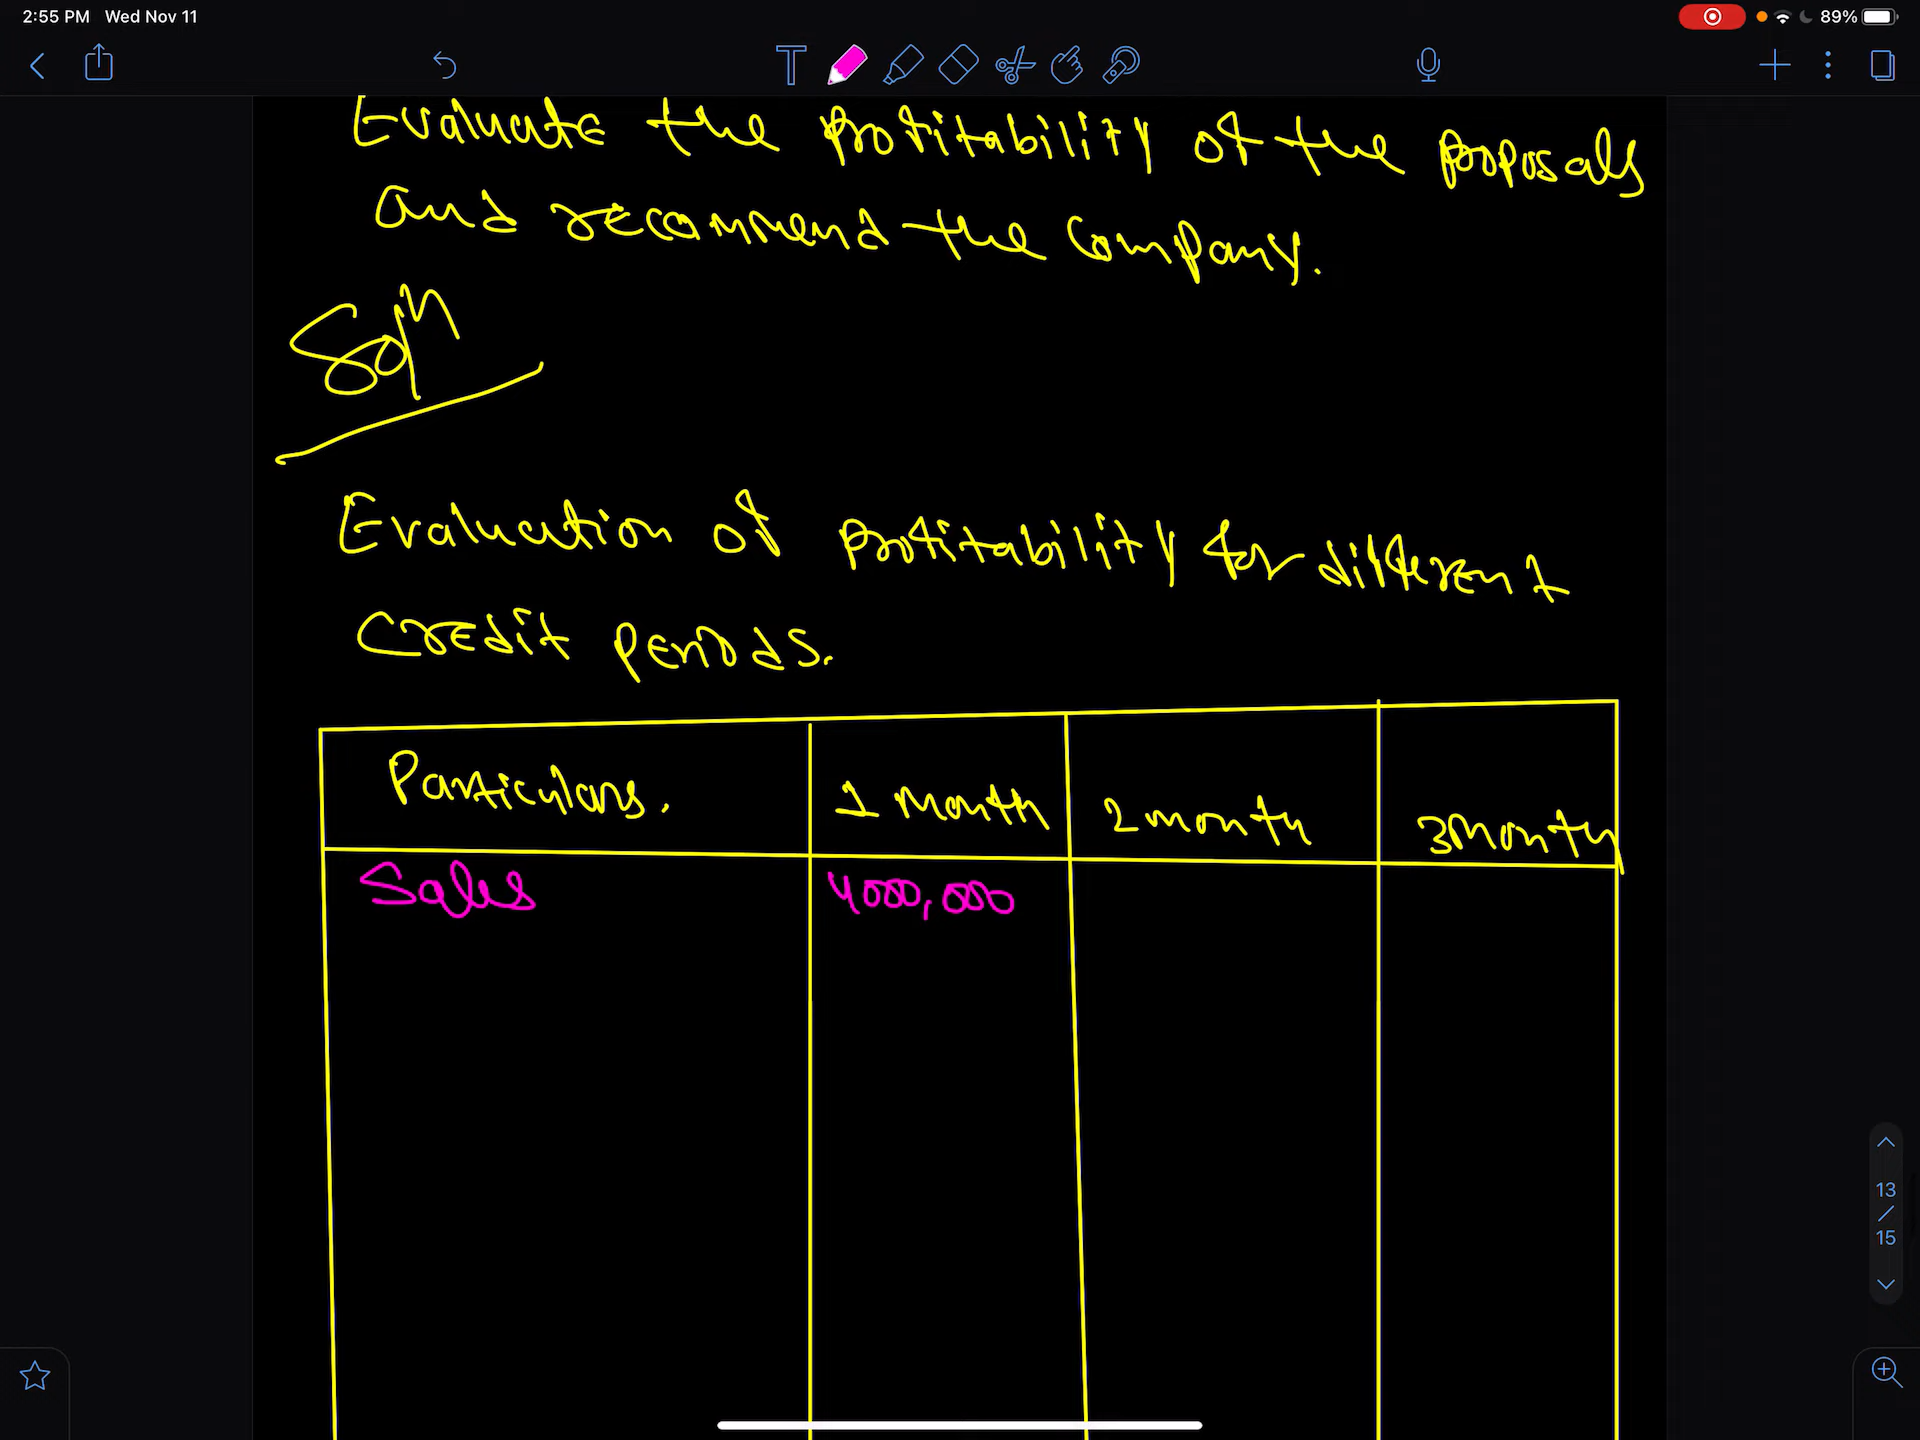 2:55 PM Wed Nov 11
89%
T
Evaluate the profitability of the proposals
and recommend the company.
Solⁿ
Evaluation of profitability for different
credit periods.
Particulars. 1 Month 2 month 3 Month
Sales 4000,000
13
/
15